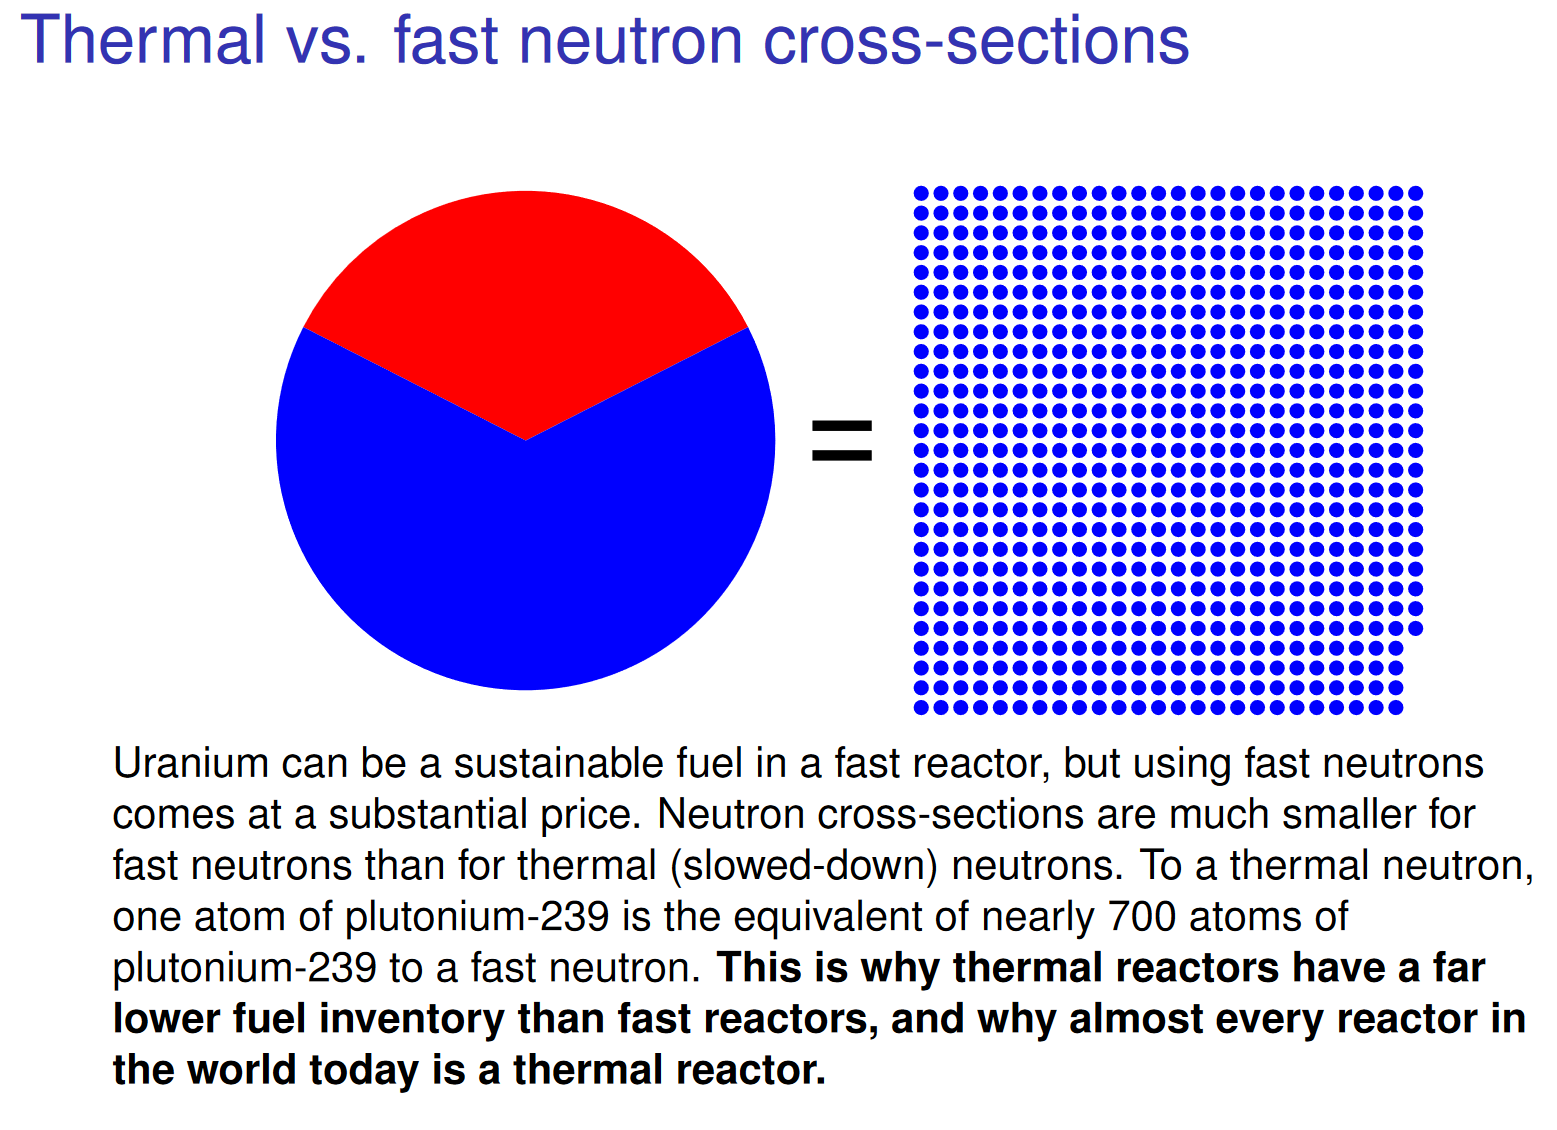 Thermal vs. fast neutron cross-sections
=
Uranium can be a sustainable fuel in a fast reactor, but using fast neutrons
comes at a substantial price. Neutron cross-sections are much smaller for
fast neutrons than for thermal (slowed-down) neutrons. To a thermal neutron,
one atom of plutonium-239 is the equivalent of nearly 700 atoms of
plutonium-239 to a fast neutron. This is why thermal reactors have a far
lower fuel inventory than fast reactors, and why almost every reactor in
the world today is a thermal reactor.